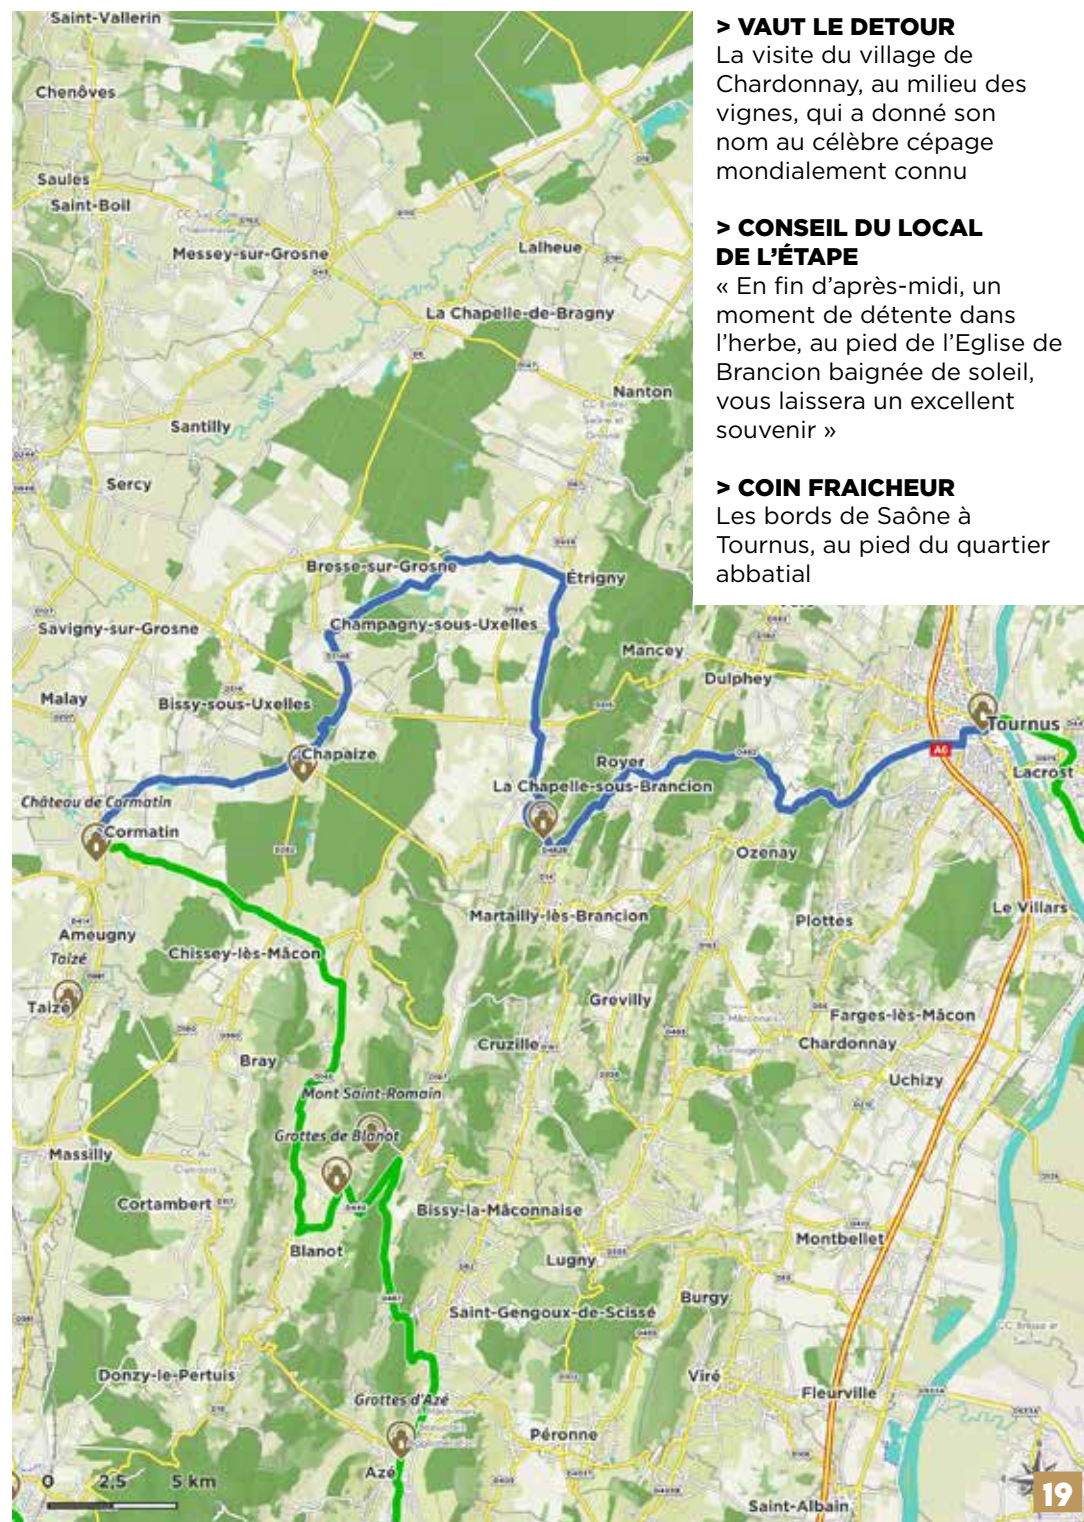 > VAUT LE DETOUR
La visite du village de
Chardonnay, au milieu des
vignes, qui a donné son
nom au célèbre cépage
mondialement connu
> CONSEIL DU LOCAL
DE L'ÉTAPE
« En fin d'après-midi, un
moment de détente dans
l'herbe, au pied de l'Eglise de
Brancion baignée de soleil,
vous laissera un excellent
souvenir »
> COIN FRAICHEUR
Les bords de Saône à
Tournus, au pied du quartier
abbatial
Saint-Vallerin
Chenôves
Saules
Saint-Boil
Messey-sur-Grosne
Lalheue
La Chapelle-de-Bragny
Nanton
Santilly
Sercy
Bresse-sur-Grosne
Étrigny
Savigny-sur-Grosne
Champagny-sous-Uxelles
Mancey
Dulphey
Malay
Bissy-sous-Uxelles
Tournus
A6
Chapaize
Royer
Lacrost
La Chapelle-sous-Brancion
Château de Cormatin
Cormatin
Ozenay
Le Villars
Martailly-lès-Brancion
Plottes
Ameugny
Chissey-lès-Mâcon
Taizé
Taizé
Grevilly
Farges-lès-Mâcon
Cruzille
Chardonnay
Bray
Uchizy
Mont Saint-Romain
Grottes de Blanot
Massilly
Cortambert
Bissy-la-Mâconnaise
Montbellet
Blanot
Lugny
Burgy
Saint-Gengoux-de-Scissé
Donzy-le-Pertuis
Viré
Fleurville
Grottes d'Azé
Péronne
Azé
0 2,5 5 km
Saint-Albain
19